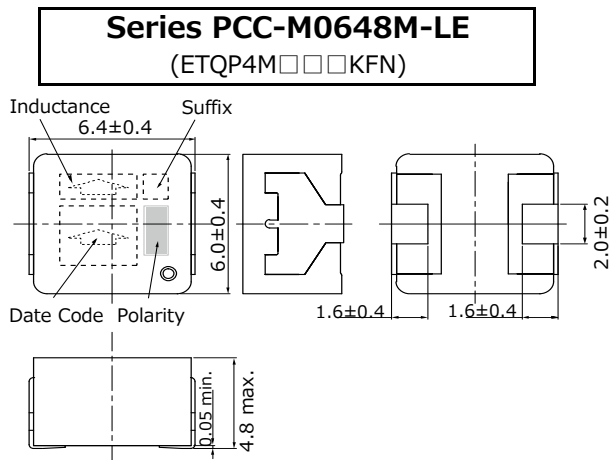 Series PCC-M0648M-LE
(ETQP4M□□□KFN)
Inductance
Suffix
6.4±0.4
6.0±0.4
2.0±0.2
Date Code
Polarity
1.6±0.4
1.6±0.4
0.05 min.
4.8 max.